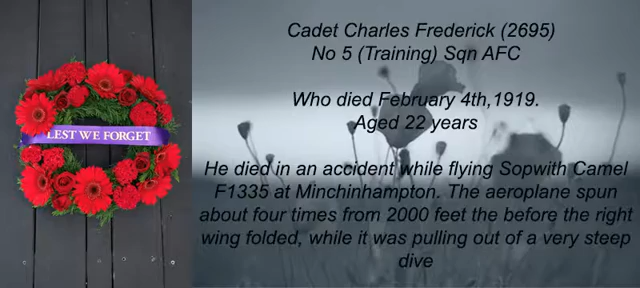 LEST WE FORGET
Cadet Charles Frederick (2695)
No 5 (Training) Sqn AFC
Who died February 4th,1919.
Aged 22 years
He died in an accident while flying Sopwith Camel
F1335 at Minchinhampton. The aeroplane spun
about four times from 2000 feet the before the right
wing folded, while it was pulling out of a very steep
dive